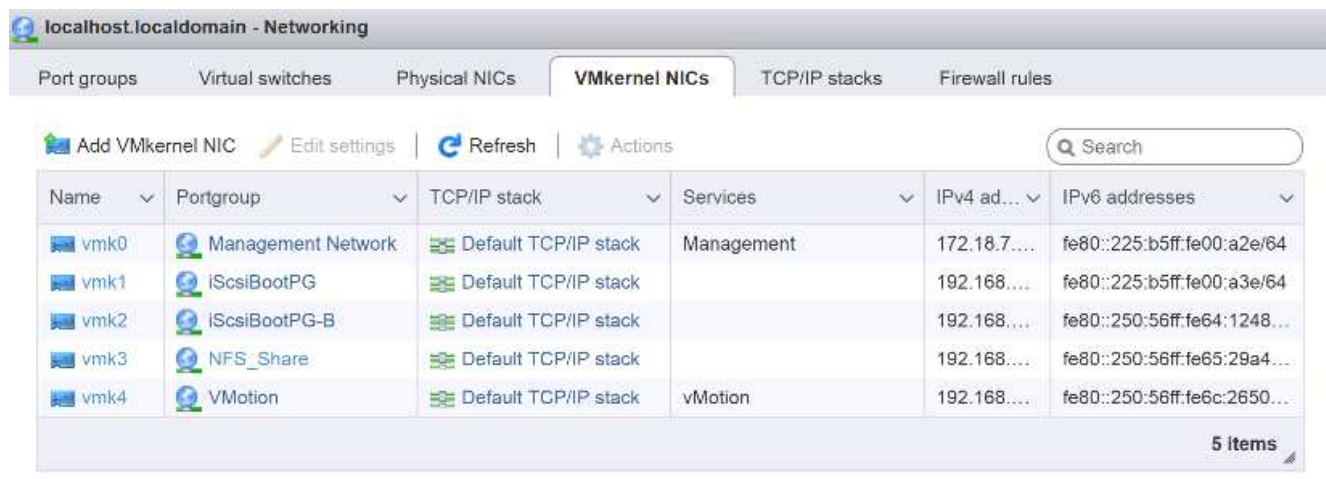 localhost.localdomain - Networking
Port groups Virtual switches Physical NICs VMkernel NICs TCP/IP stacks Firewall rules
Add VMkernel NIC Edit settings Refresh Actions Search
Name Portgroup TCP/IP stack Services IPv4 ad... IPv6 addresses
vmk0 Management Network Default TCP/IP stack Management 172.18.7.... fe80::225:b5ff:fe00:a2e/64
vmk1 iScsiBootPG Default TCP/IP stack 192.168.... fe80::225:b5ff:fe00:a3e/64
vmk2 iScsiBootPG-B Default TCP/IP stack 192.168.... fe80::250:56ff:fe64:1248...
vmk3 NFS_Share Default TCP/IP stack 192.168.... fe80::250:56ff:fe65:29a4...
vmk4 VMotion Default TCP/IP stack vMotion 192.168.... fe80::250:56ff:fe6c:2650...
5 items